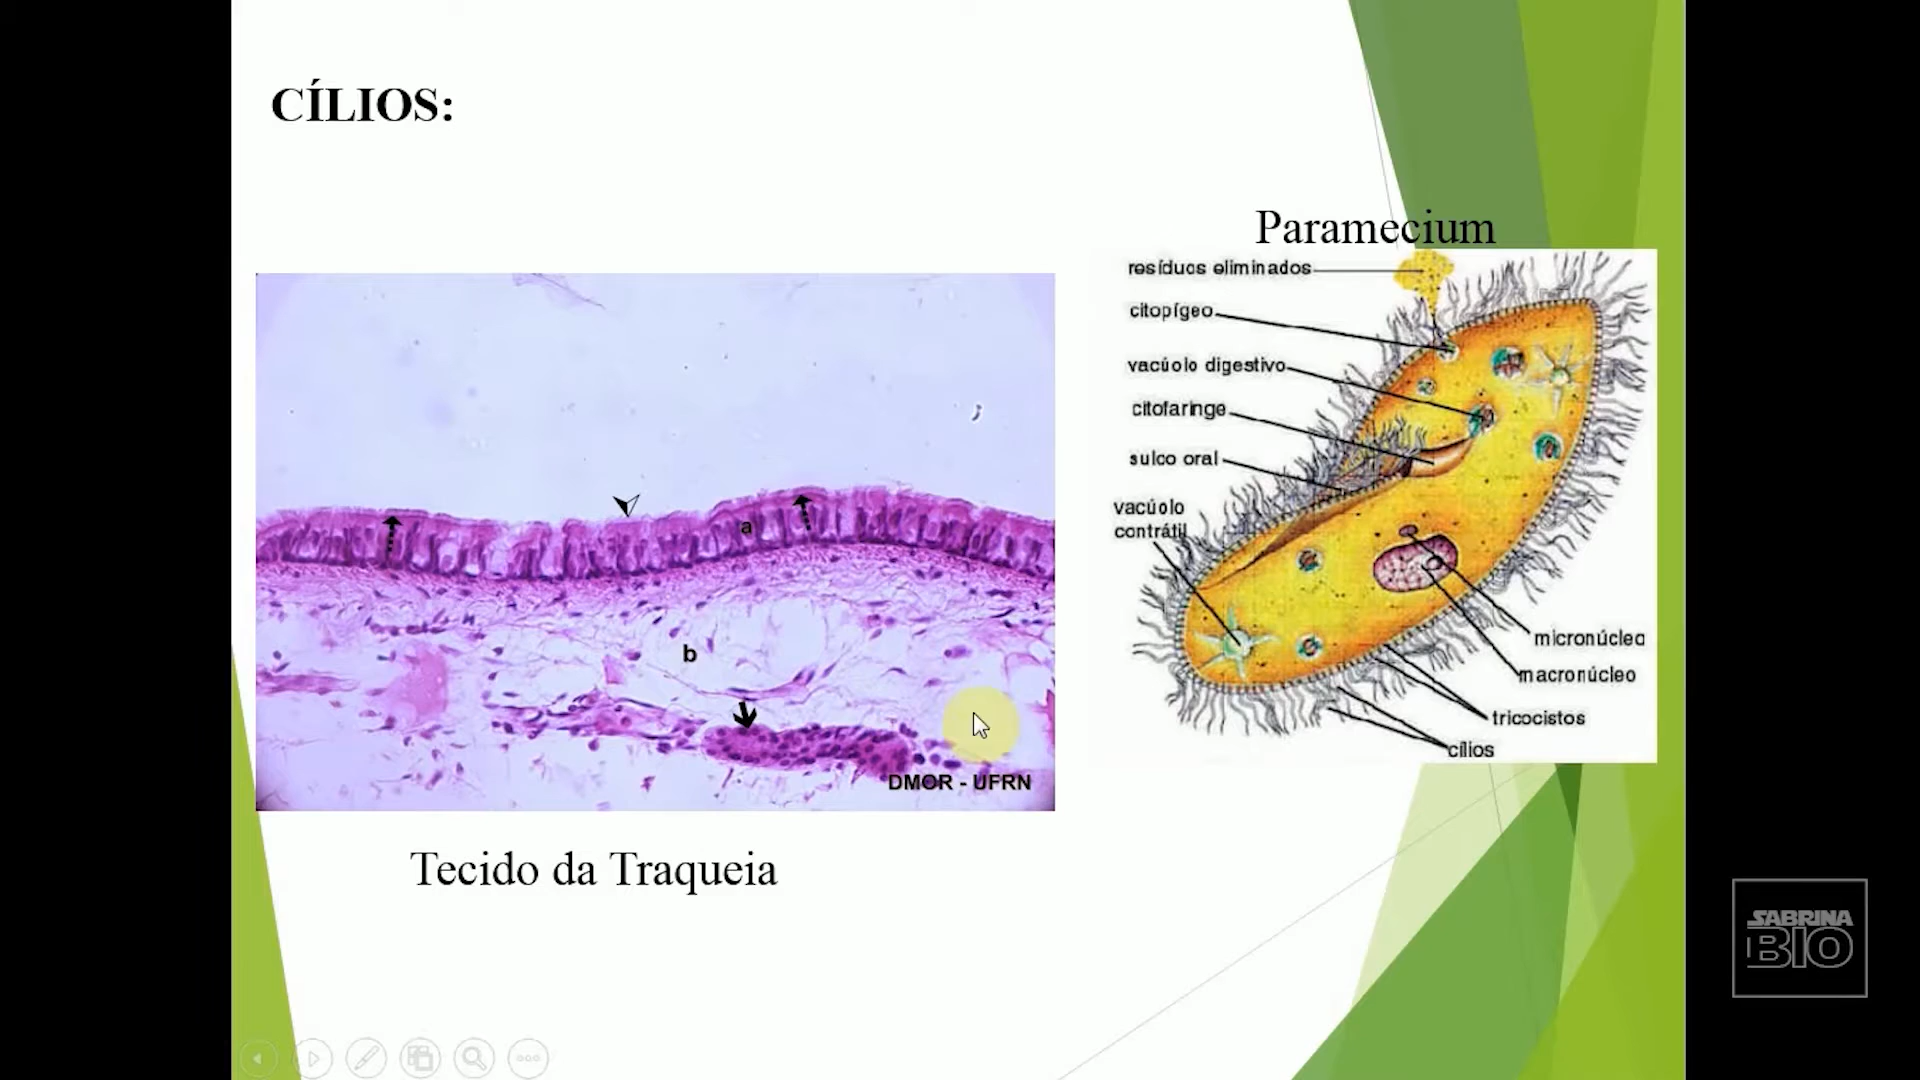 CÍLIOS:
Paramecium
resíduos eliminados
citopígeo
vacúolo digestivo
citofaringe
sulco oral
vacúolo
contrátil
micronúcleo
macronúcleo
tricocistos
cílios
a
b
DMOR - UFRN
Tecido da Traqueia
SABRINA
BIO